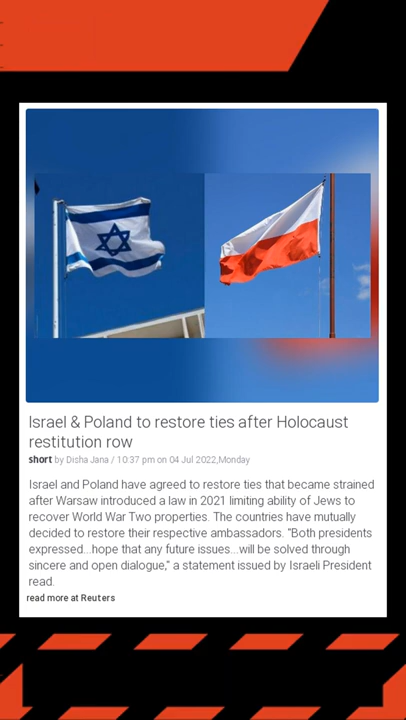 Israel & Poland to restore ties after Holocaust
restitution row
short by Disha Jana / 10:37 pm on 04 Jul 2022,Monday
Israel and Poland have agreed to restore ties that became strained
after Warsaw introduced a law in 2021 limiting ability of Jews to
recover World War Two properties. The countries have mutually
decided to restore their respective ambassadors. "Both presidents
expressed...hope that any future issues...will be solved through
sincere and open dialogue," a statement issued by Israeli President
read.
read more at Reuters